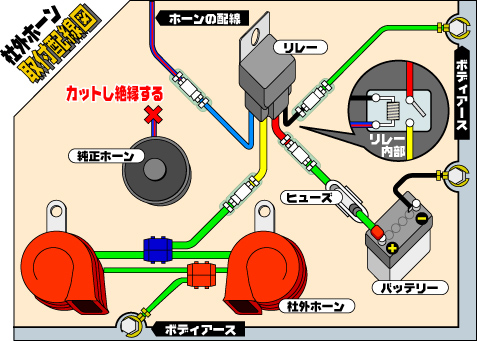 社外ホーン
取付配線図
ホーンの配線
リレー
カットし絶縁する
純正ホーン
ボディアース
リレー
内部
ヒューズ
バッテリー
社外ホーン
ボディアース